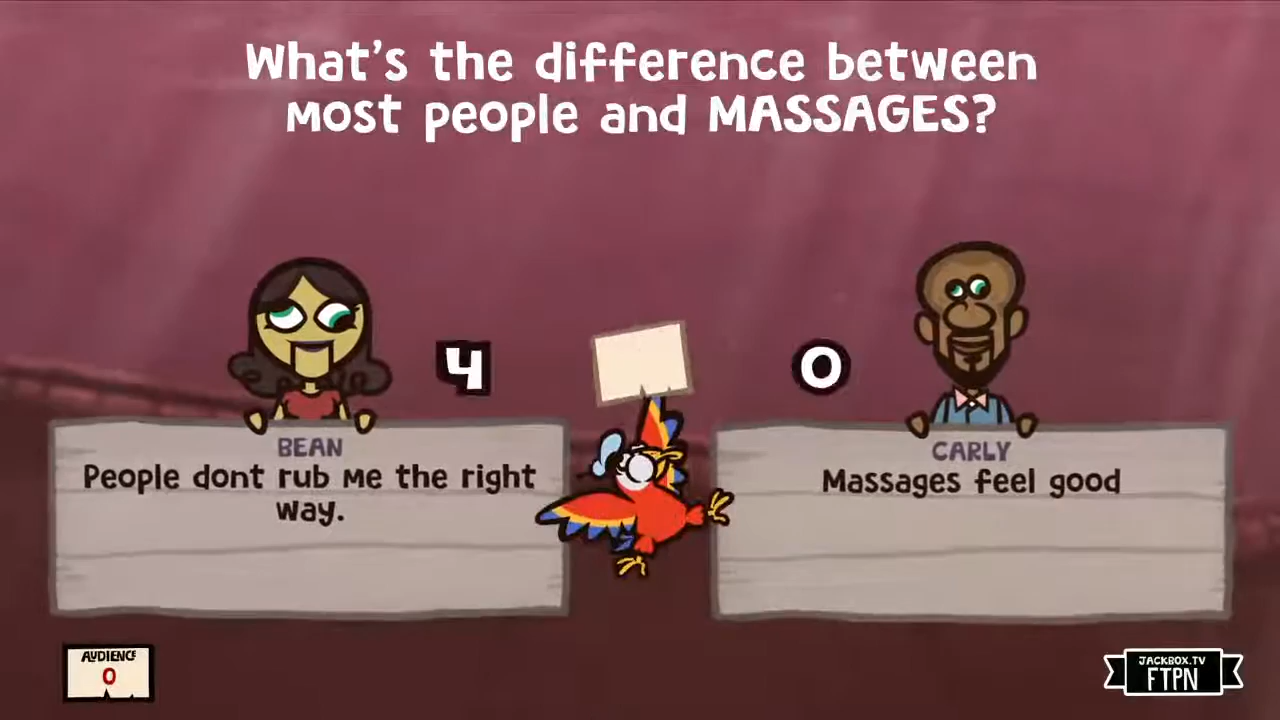 What's the difference between
most people and MASSAGES?
4
0
BEAN
People dont rub me the right
way.
CARLY
Massages feel good
AUDIENCE
0
JACKBOX.TV
FTPN